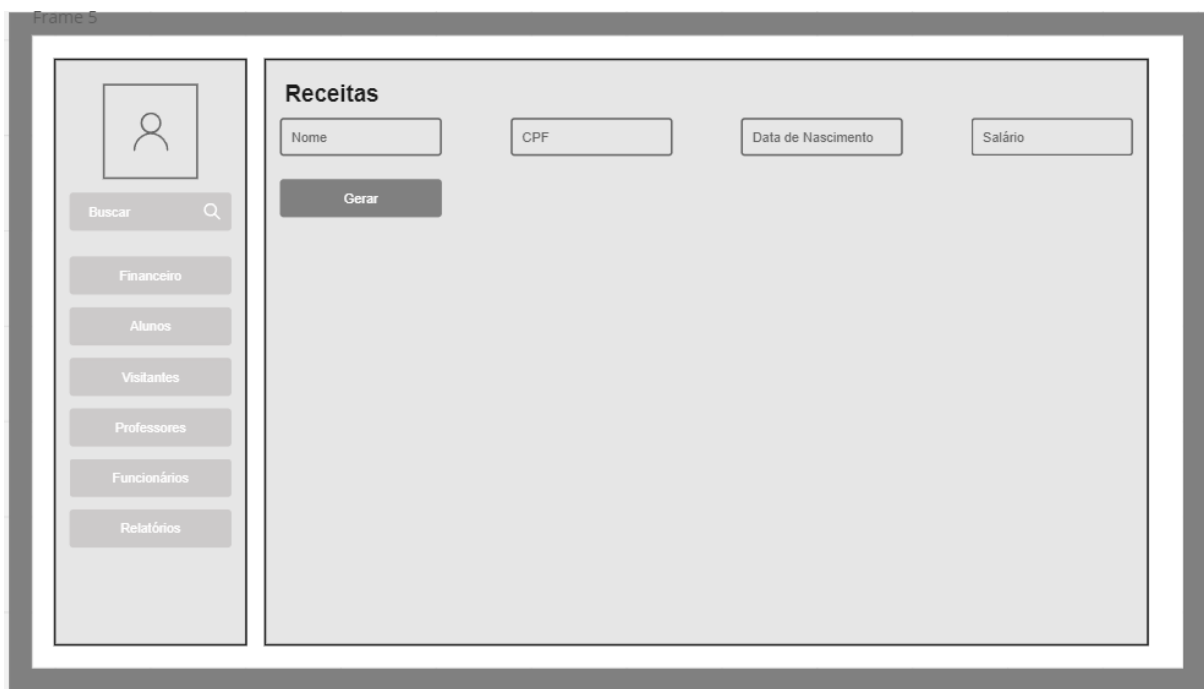 Frame 5
Buscar
Financeiro
Alunos
Visitantes
Professores
Funcionários
Relatórios
Receitas
Nome
CPF
Data de Nascimento
Salário
Gerar